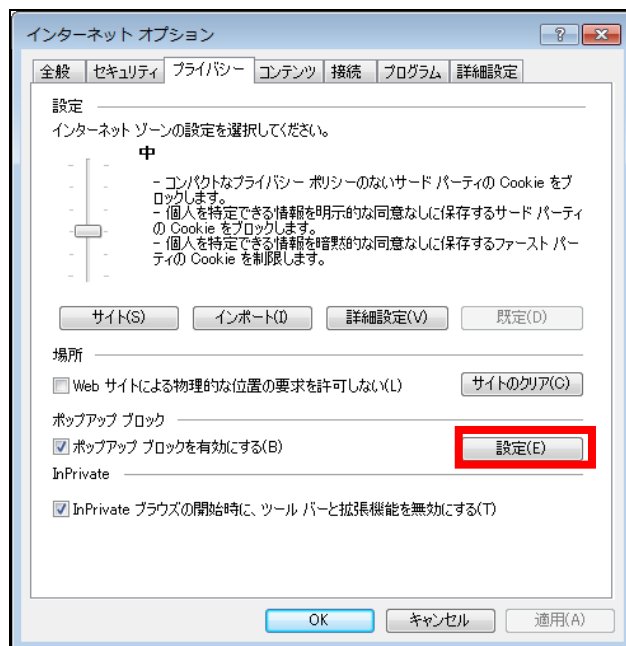 インターネット オプション
全般 セキュリティ プライバシー コンテンツ 接続 プログラム 詳細設定
設定
インターネット ゾーンの設定を選択してください。
中
- コンパクトなプライバシー ポリシーのないサード パーティの Cookie をブ
ロックします。
- 個人を特定できる情報を明示的な同意なしに保存するサード パーティ
の Cookie をブロックします。
- 個人を特定できる情報を暗黙的な同意なしに保存するファースト パー
ティの Cookie を制限します。
サイト(S) インポート(I) 詳細設定(V) 既定(D)
場所
Web サイトによる物理的な位置の要求を許可しない(L) サイトのクリア(C)
ポップアップ ブロック
ポップアップ ブロックを有効にする(B) 設定(E)
InPrivate
InPrivate ブラウズの開始時に、ツール バーと拡張機能を無効にする(T)
OK キャンセル 適用(A)